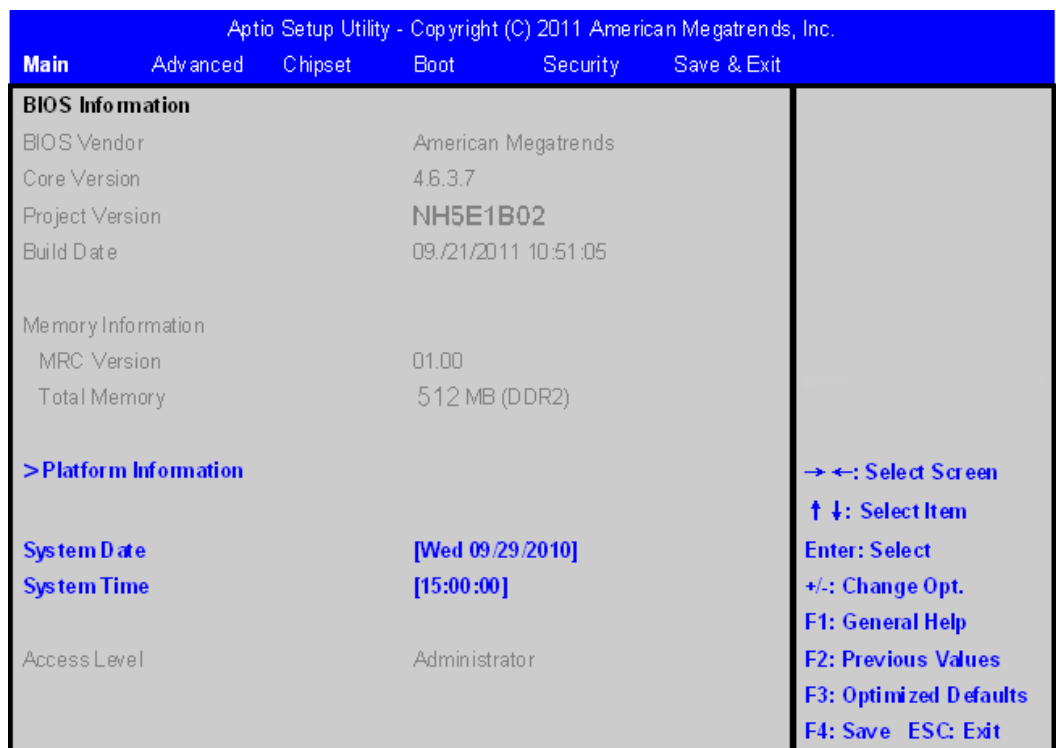 Aptio Setup Utility - Copyright (C) 2011 American Megatrends, Inc.
Main Advanced Chipset Boot Security Save & Exit
BIOS Information
BIOS Vendor American Megatrends
Core Version 4.6.3.7
Project Version NH5E1B02
Build Date 09./21/2011 10:51:05
Memory Information
MRC Version 01.00
Total Memory 512 MB (DDR2)
>Platform Information
System Date [Wed 09/29/2010]
System Time [15:00:00]
Access Level Administrator
→ ←: Select Screen
↑ ↓: Select Item
Enter: Select
+/-: Change Opt.
F1: General Help
F2: Previous Values
F3: Optimized Defaults
F4: Save ESC: Exit